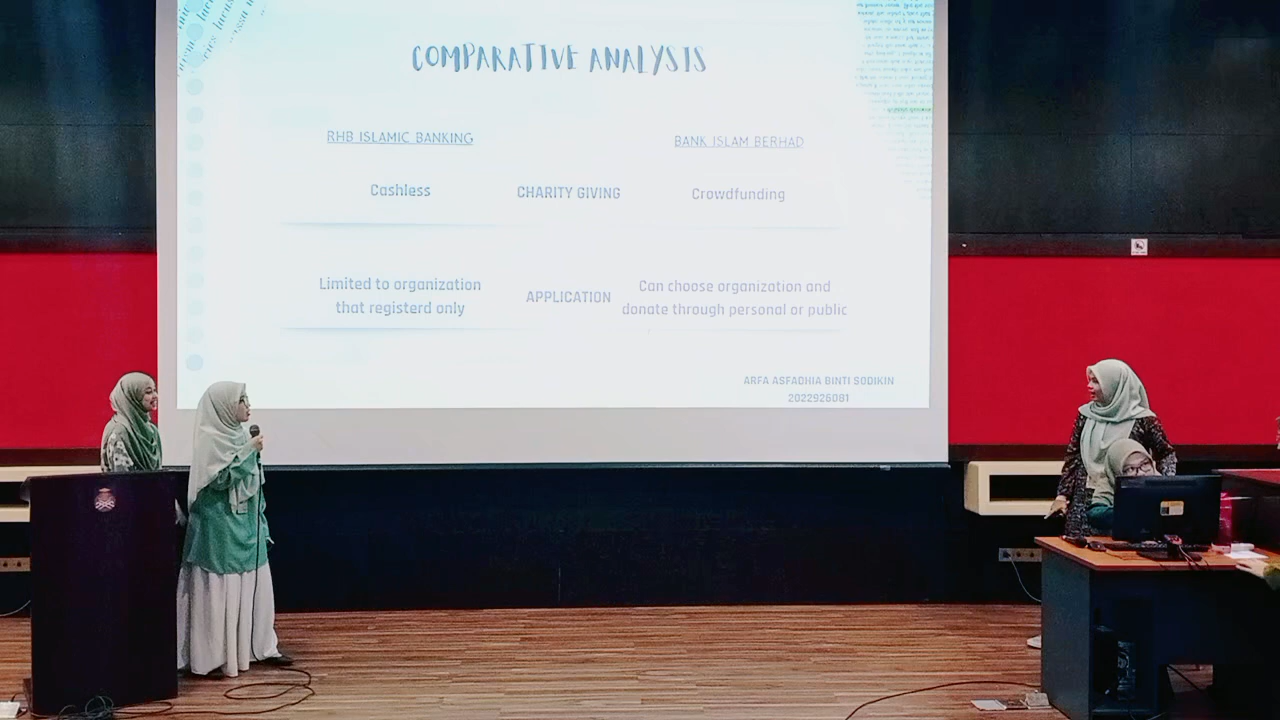 COMPARATIVE ANALYSIS
RHB ISLAMIC BANKING
BANK ISLAM BERHAD
Cashless
CHARITY GIVING
Crowdfunding
Limited to organization
that registerd only
APPLICATION
Can choose organization and
donate through personal or public
ARFA ASFADHIA BINTI SODIKIN
2022926081